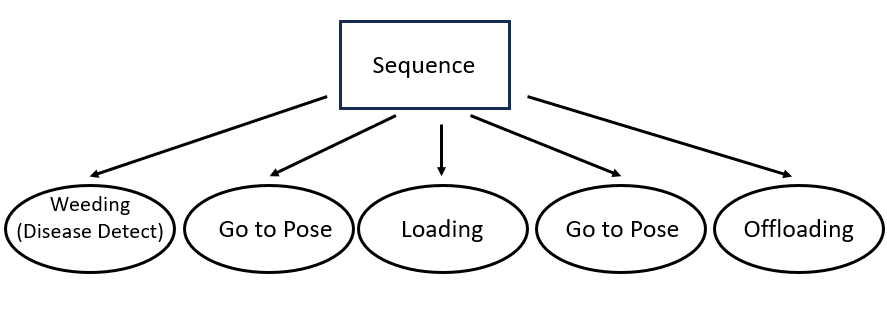 Sequence
Weeding
(Disease Detect)
Go to Pose
Loading
Go to Pose
Offloading